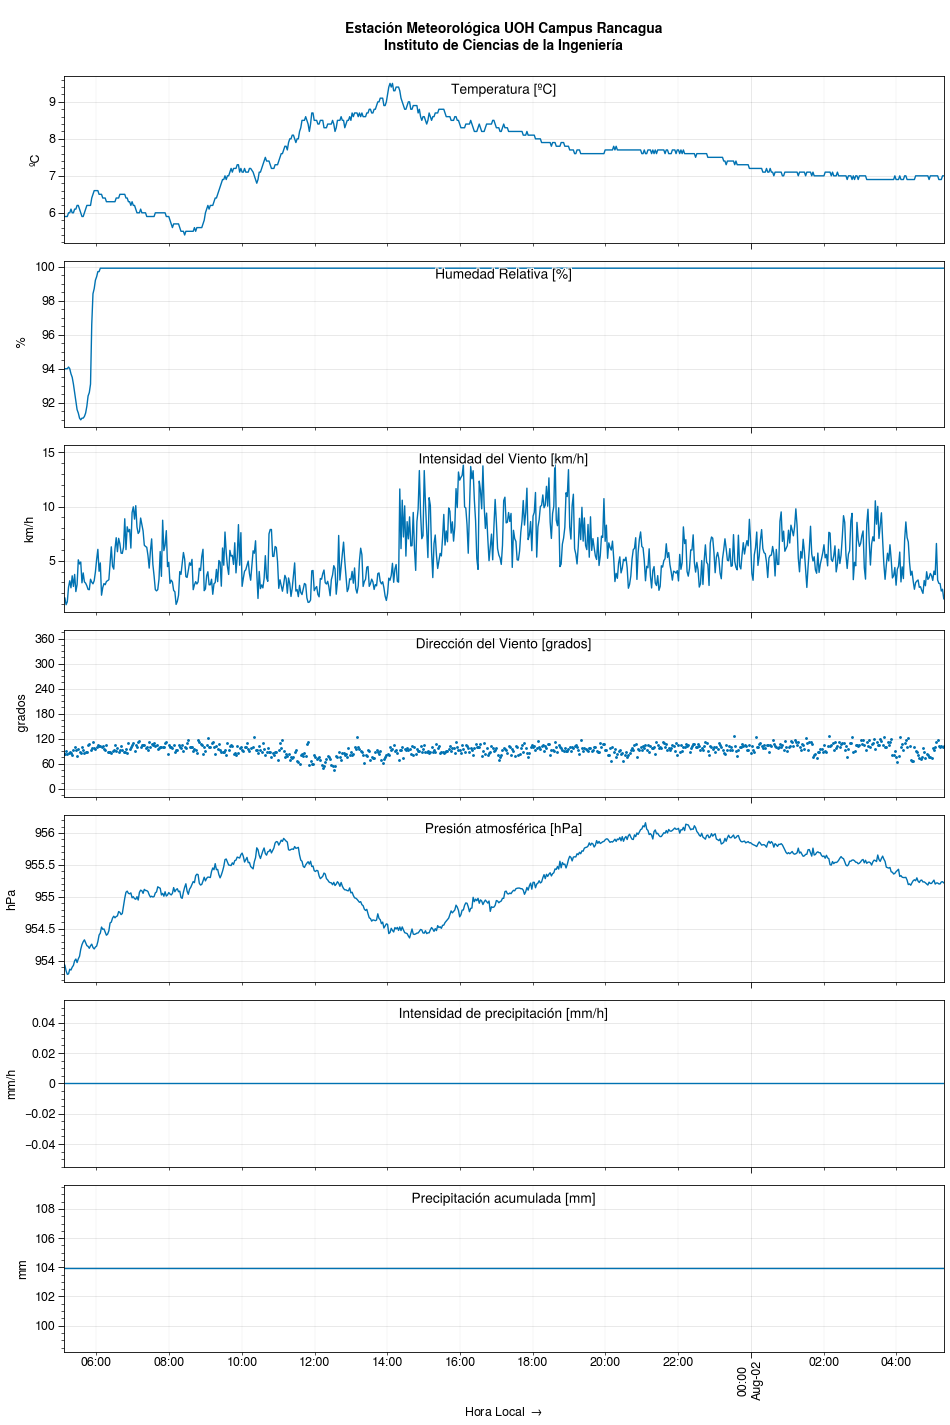 Estación Meteorológica UOH Campus Rancagua
Instituto de Ciencias de la Ingeniería
Temperatura [ºC]
9
8
7
6
ºC
Humedad Relativa [%]
100
98
96
94
92
%
Intensidad del Viento [km/h]
15
10
5
km/h
Dirección del Viento [grados]
360
300
240
180
120
60
0
grados
Presión atmosférica [hPa]
956
955.5
955
954.5
954
hPa
Intensidad de precipitación [mm/h]
0.04
0.02
0
−0.02
−0.04
mm/h
Precipitación acumulada [mm]
108
106
104
102
100
mm
06:00 08:00 10:00 12:00 14:00 16:00 18:00 20:00 22:00 00:00 02:00 04:00
Aug-02
Hora Local →